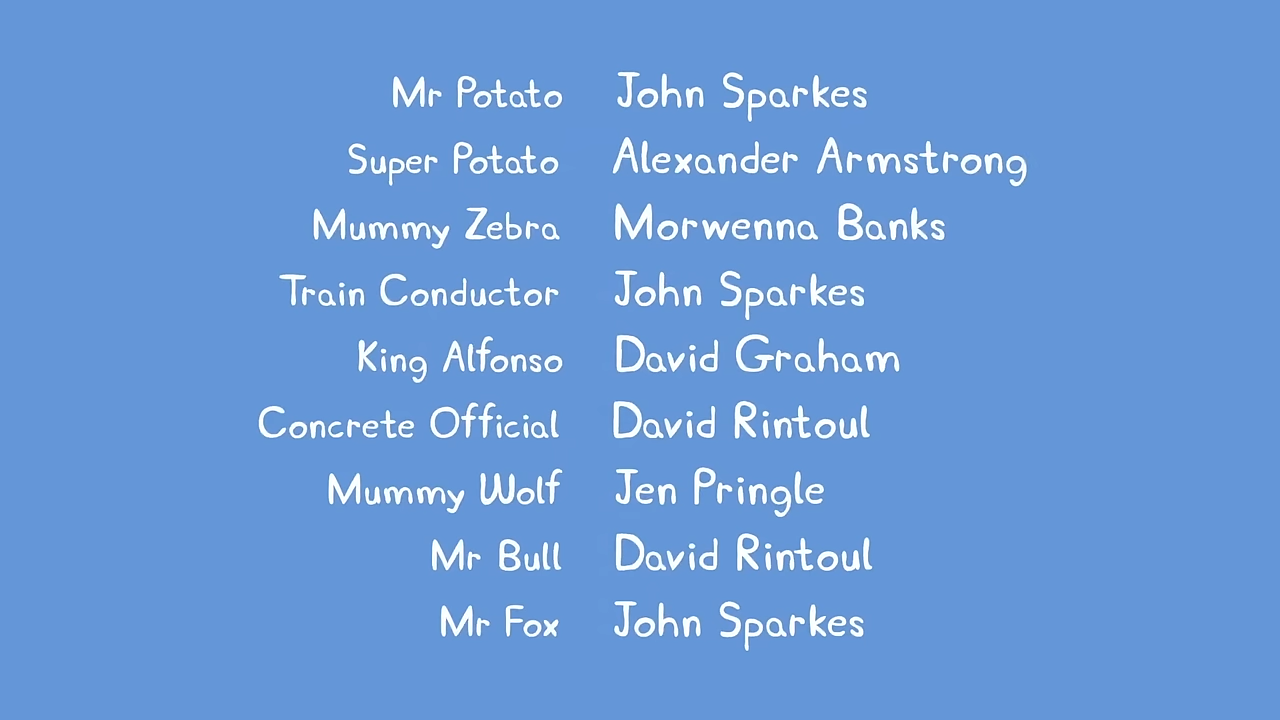 Mr Potato John Sparkes
Super Potato Alexander Armstrong
Mummy Zebra Morwenna Banks
Train Conductor John Sparkes
King Alfonso David Graham
Concrete Official David Rintoul
Mummy Wolf Jen Pringle
Mr Bull David Rintoul
Mr Fox John Sparkes